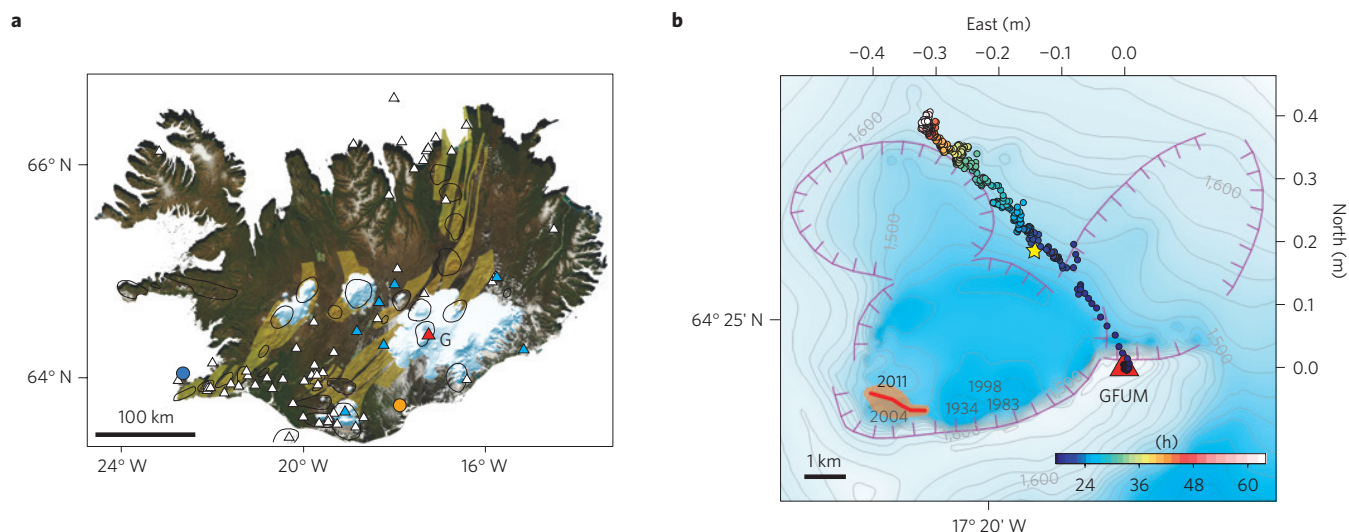 a
66° N
64° N
G
100 km
24° W
20° W
16° W
b
East (m)
−0.4
−0.3
−0.2
−0.1
0.0
1,600
1,600
1,500
0.4
0.3
0.2
0.1
0.0
North (m)
64° 25' N
1,500
GFUM
2011
1998
1934
1983
2004
1,600
(h)
24
36
48
60
1 km
1,600
17° 20' W